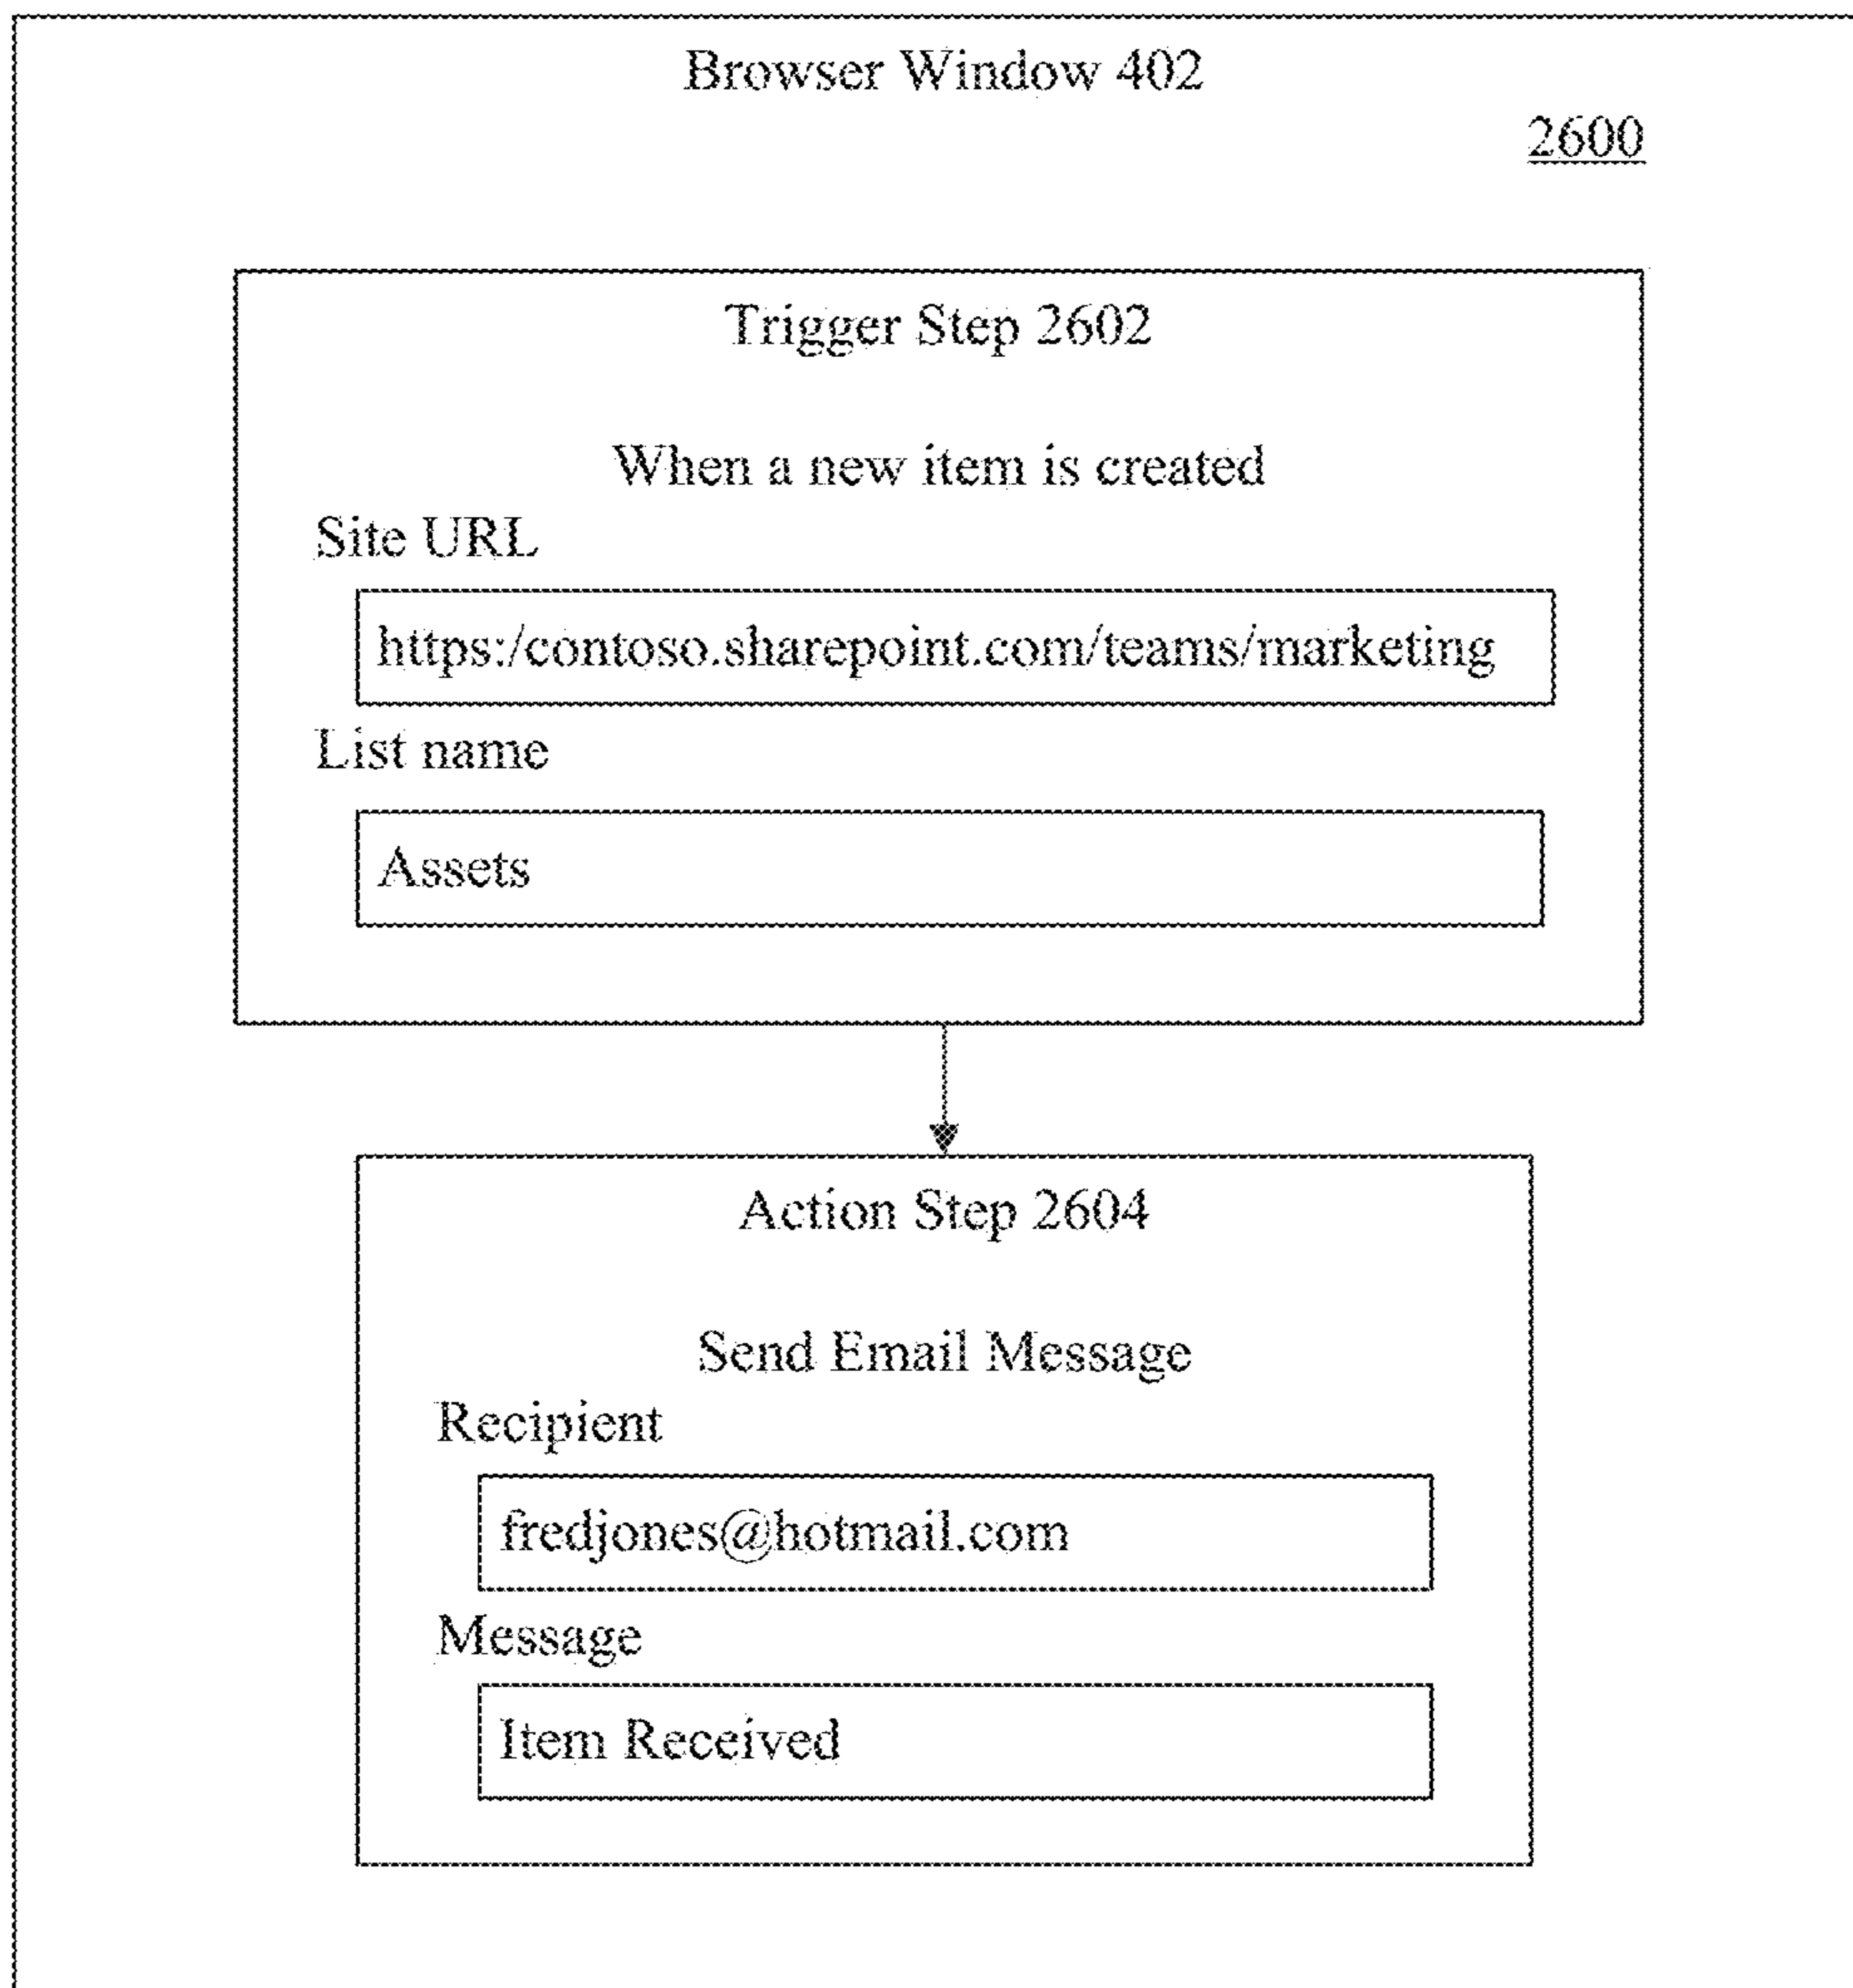 Browser Window 402
2600
Trigger Step 2602
When a new item is created
Site URL
https:/contoso.sharepoint.com/teams/marketing
List name
Assets
Action Step 2604
Send Email Message
Recipient
fredjones@hotmail.com
Message
Item Received